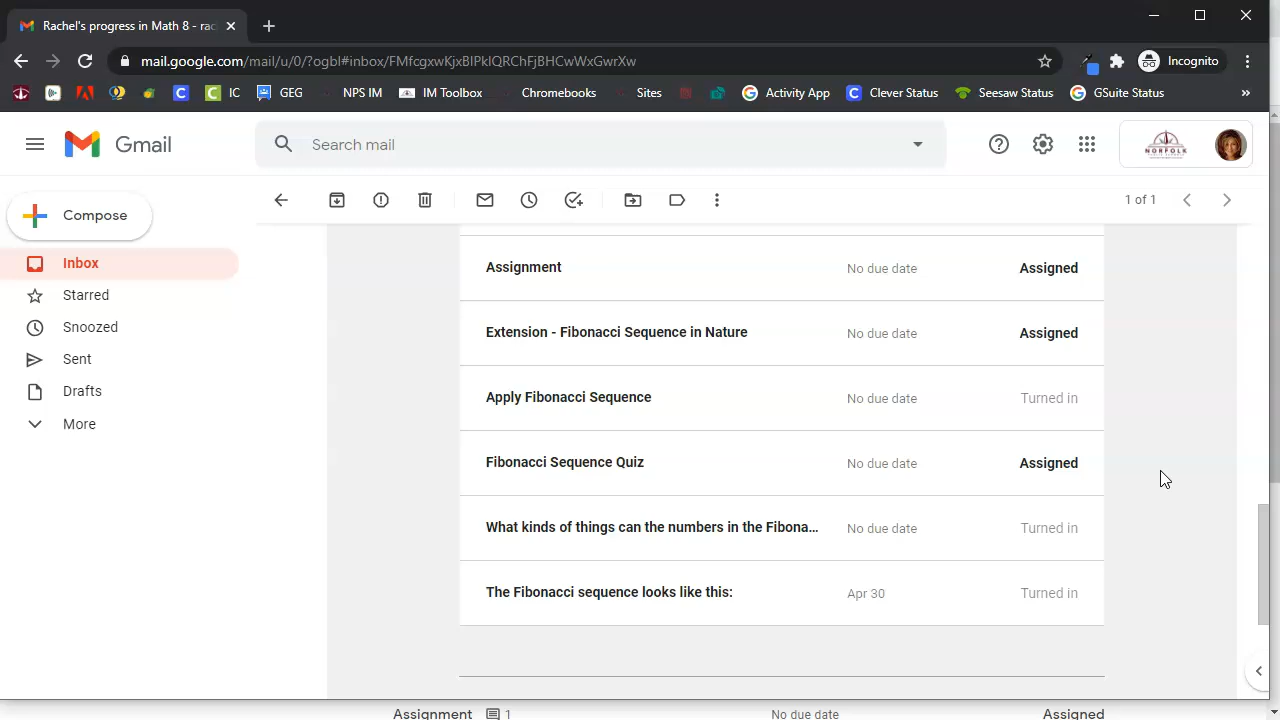 Rachel's progress in Math 8 - rac
mail.google.com/mail/u/0/?ogbl#inbox/FMfcgxwKjxBlPklQRChFjBHCwWxGwrXw
Incognito
IC
GEG
NPS IM
IM Toolbox
Chromebooks
Sites
Activity App
Clever Status
Seesaw Status
GSuite Status
»
Gmail
Search mail
NORFOLK
Compose
1 of 1
Inbox
Starred
Snoozed
Sent
Drafts
More
Assignment No due date Assigned
Extension - Fibonacci Sequence in Nature No due date Assigned
Apply Fibonacci Sequence No due date Turned in
Fibonacci Sequence Quiz No due date Assigned
What kinds of things can the numbers in the Fibona... No due date Turned in
The Fibonacci sequence looks like this: Apr 30 Turned in
Assignment 1 No due date Assigned